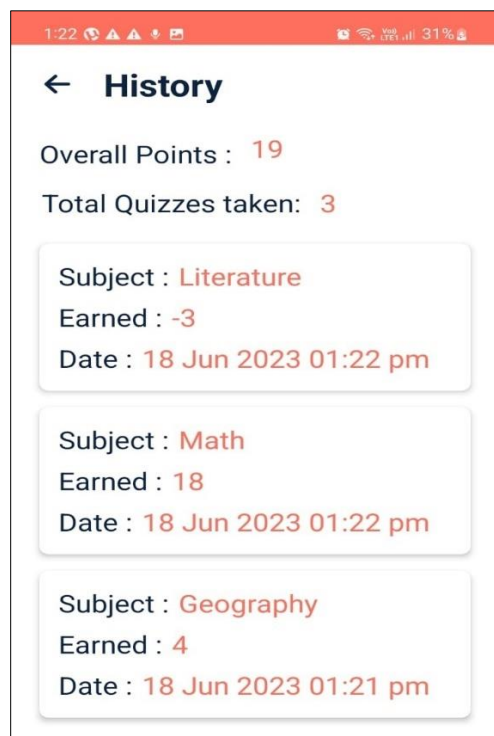 1:22 31%
← History
Overall Points : 19
Total Quizzes taken: 3
Subject : Literature
Earned : -3
Date : 18 Jun 2023 01:22 pm
Subject : Math
Earned : 18
Date : 18 Jun 2023 01:22 pm
Subject : Geography
Earned : 4
Date : 18 Jun 2023 01:21 pm